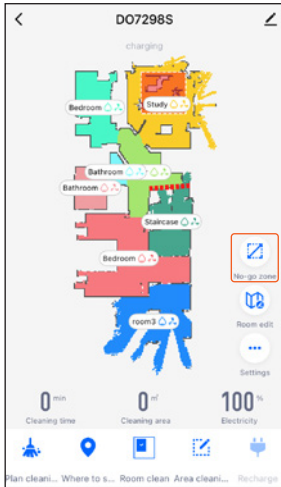 DO7298S
charging
Bedroom
Study
Bathroom
Bathroom
Staircase
Bedroom
No-go zone
room3
Room edit
Settings
0 min
0 ㎡
100 %
Cleaning time
Cleaning area
Electricity
Plan cleani...
Where to s...
Room clean
Area cleani...
Recharge